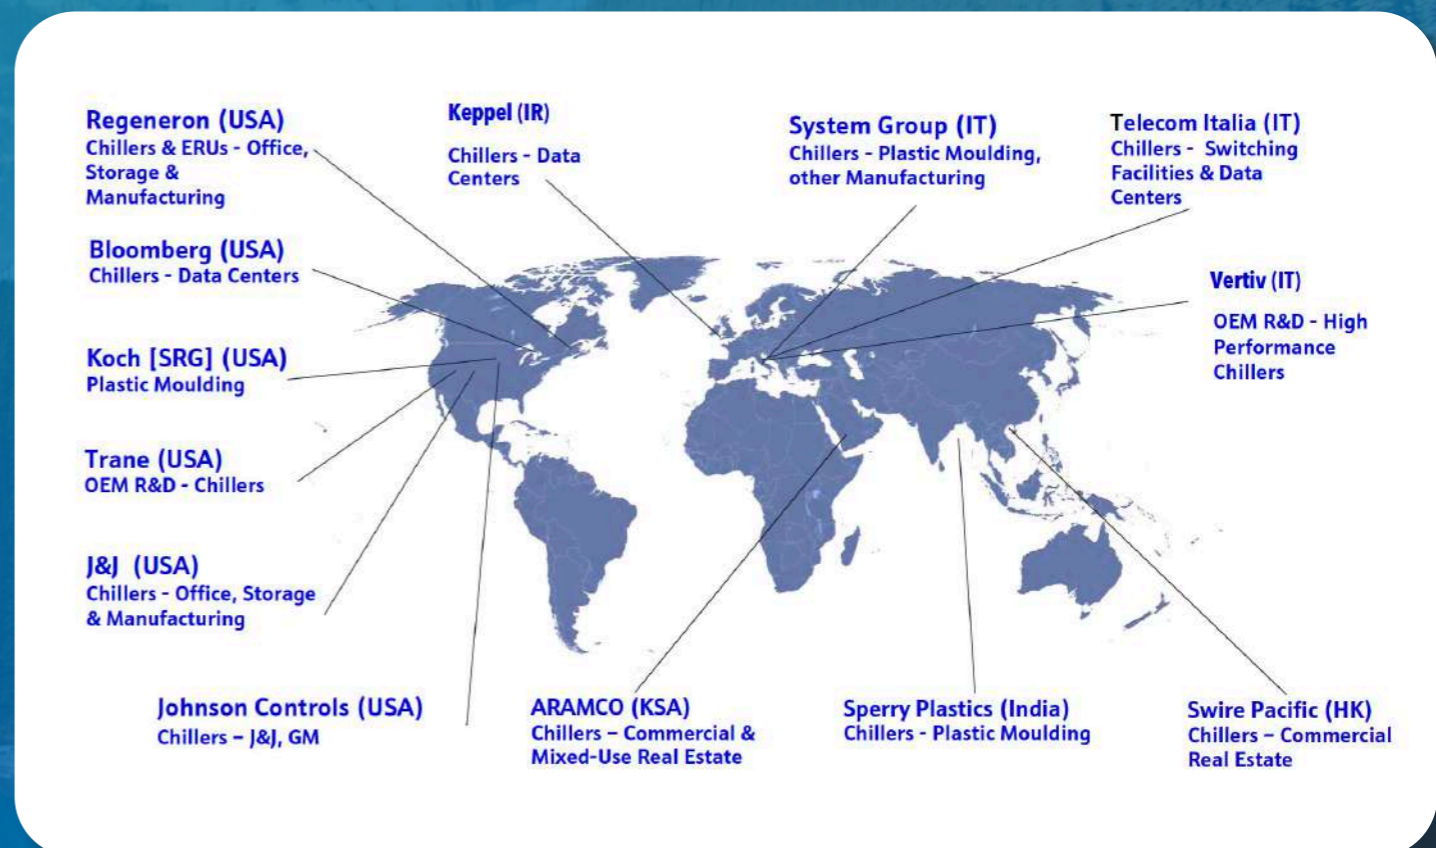 Regeneron (USA)
Chillers & ERUs - Office,
Storage &
Manufacturing
Keppel (IR)
Chillers - Data
Centers
System Group (IT)
Chillers - Plastic Moulding,
other Manufacturing
Telecom Italia (IT)
Chillers - Switching
Facilities & Data
Centers
Bloomberg (USA)
Chillers - Data Centers
Vertiv (IT)
OEM R&D - High
Performance
Chillers
Koch [SRG] (USA)
Plastic Moulding
Trane (USA)
OEM R&D - Chillers
J&J (USA)
Chillers - Office, Storage
& Manufacturing
Johnson Controls (USA)
Chillers – J&J, GM
ARAMCO (KSA)
Chillers – Commercial &
Mixed-Use Real Estate
Sperry Plastics (India)
Chillers - Plastic Moulding
Swire Pacific (HK)
Chillers – Commercial
Real Estate